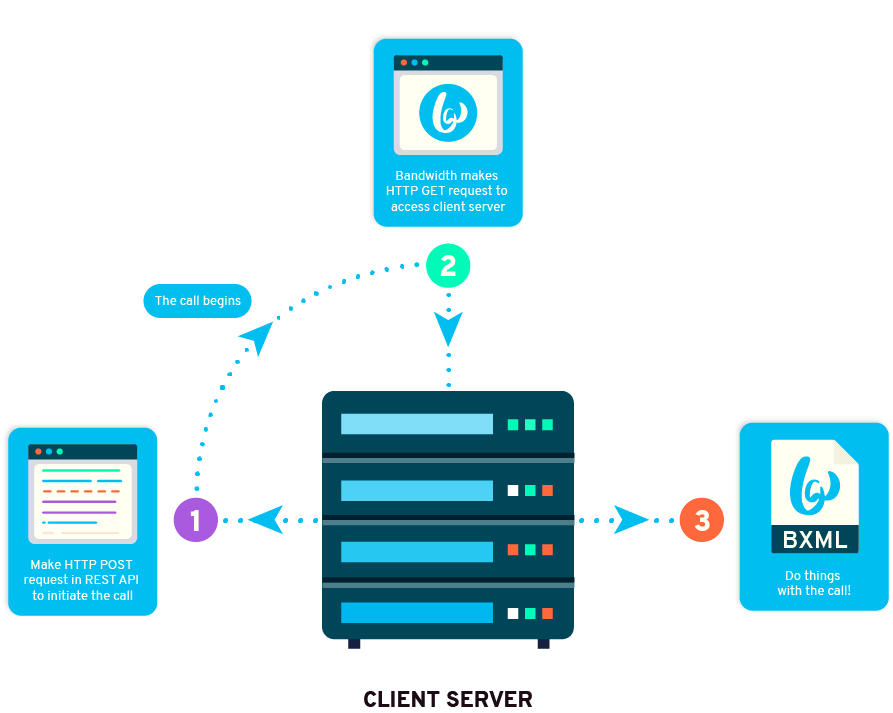 Bandwidth makes
HTTP GET request to
access client server
2
The call begins
1
Make HTTP POST
request in REST API
to initiate the call
3
BXML
Do things
with the call!
CLIENT SERVER